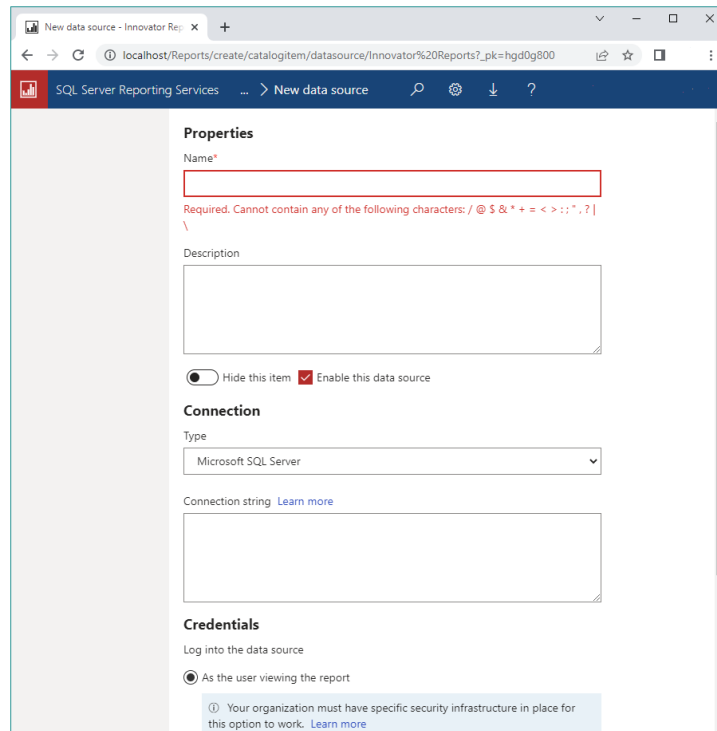 New data source - Innovator Rep
localhost/Reports/create/catalogitem/datasource/Innovator%20Reports?_pk=hgd0g800
SQL Server Reporting Services ... > New data source ?
Properties
Name*
Required. Cannot contain any of the following characters: / @ $ & * + = < > : ; " , ? |
\
Description
Hide this item Enable this data source
Connection
Type
Microsoft SQL Server
Connection string Learn more
Credentials
Log into the data source
As the user viewing the report
Your organization must have specific security infrastructure in place for
this option to work. Learn more